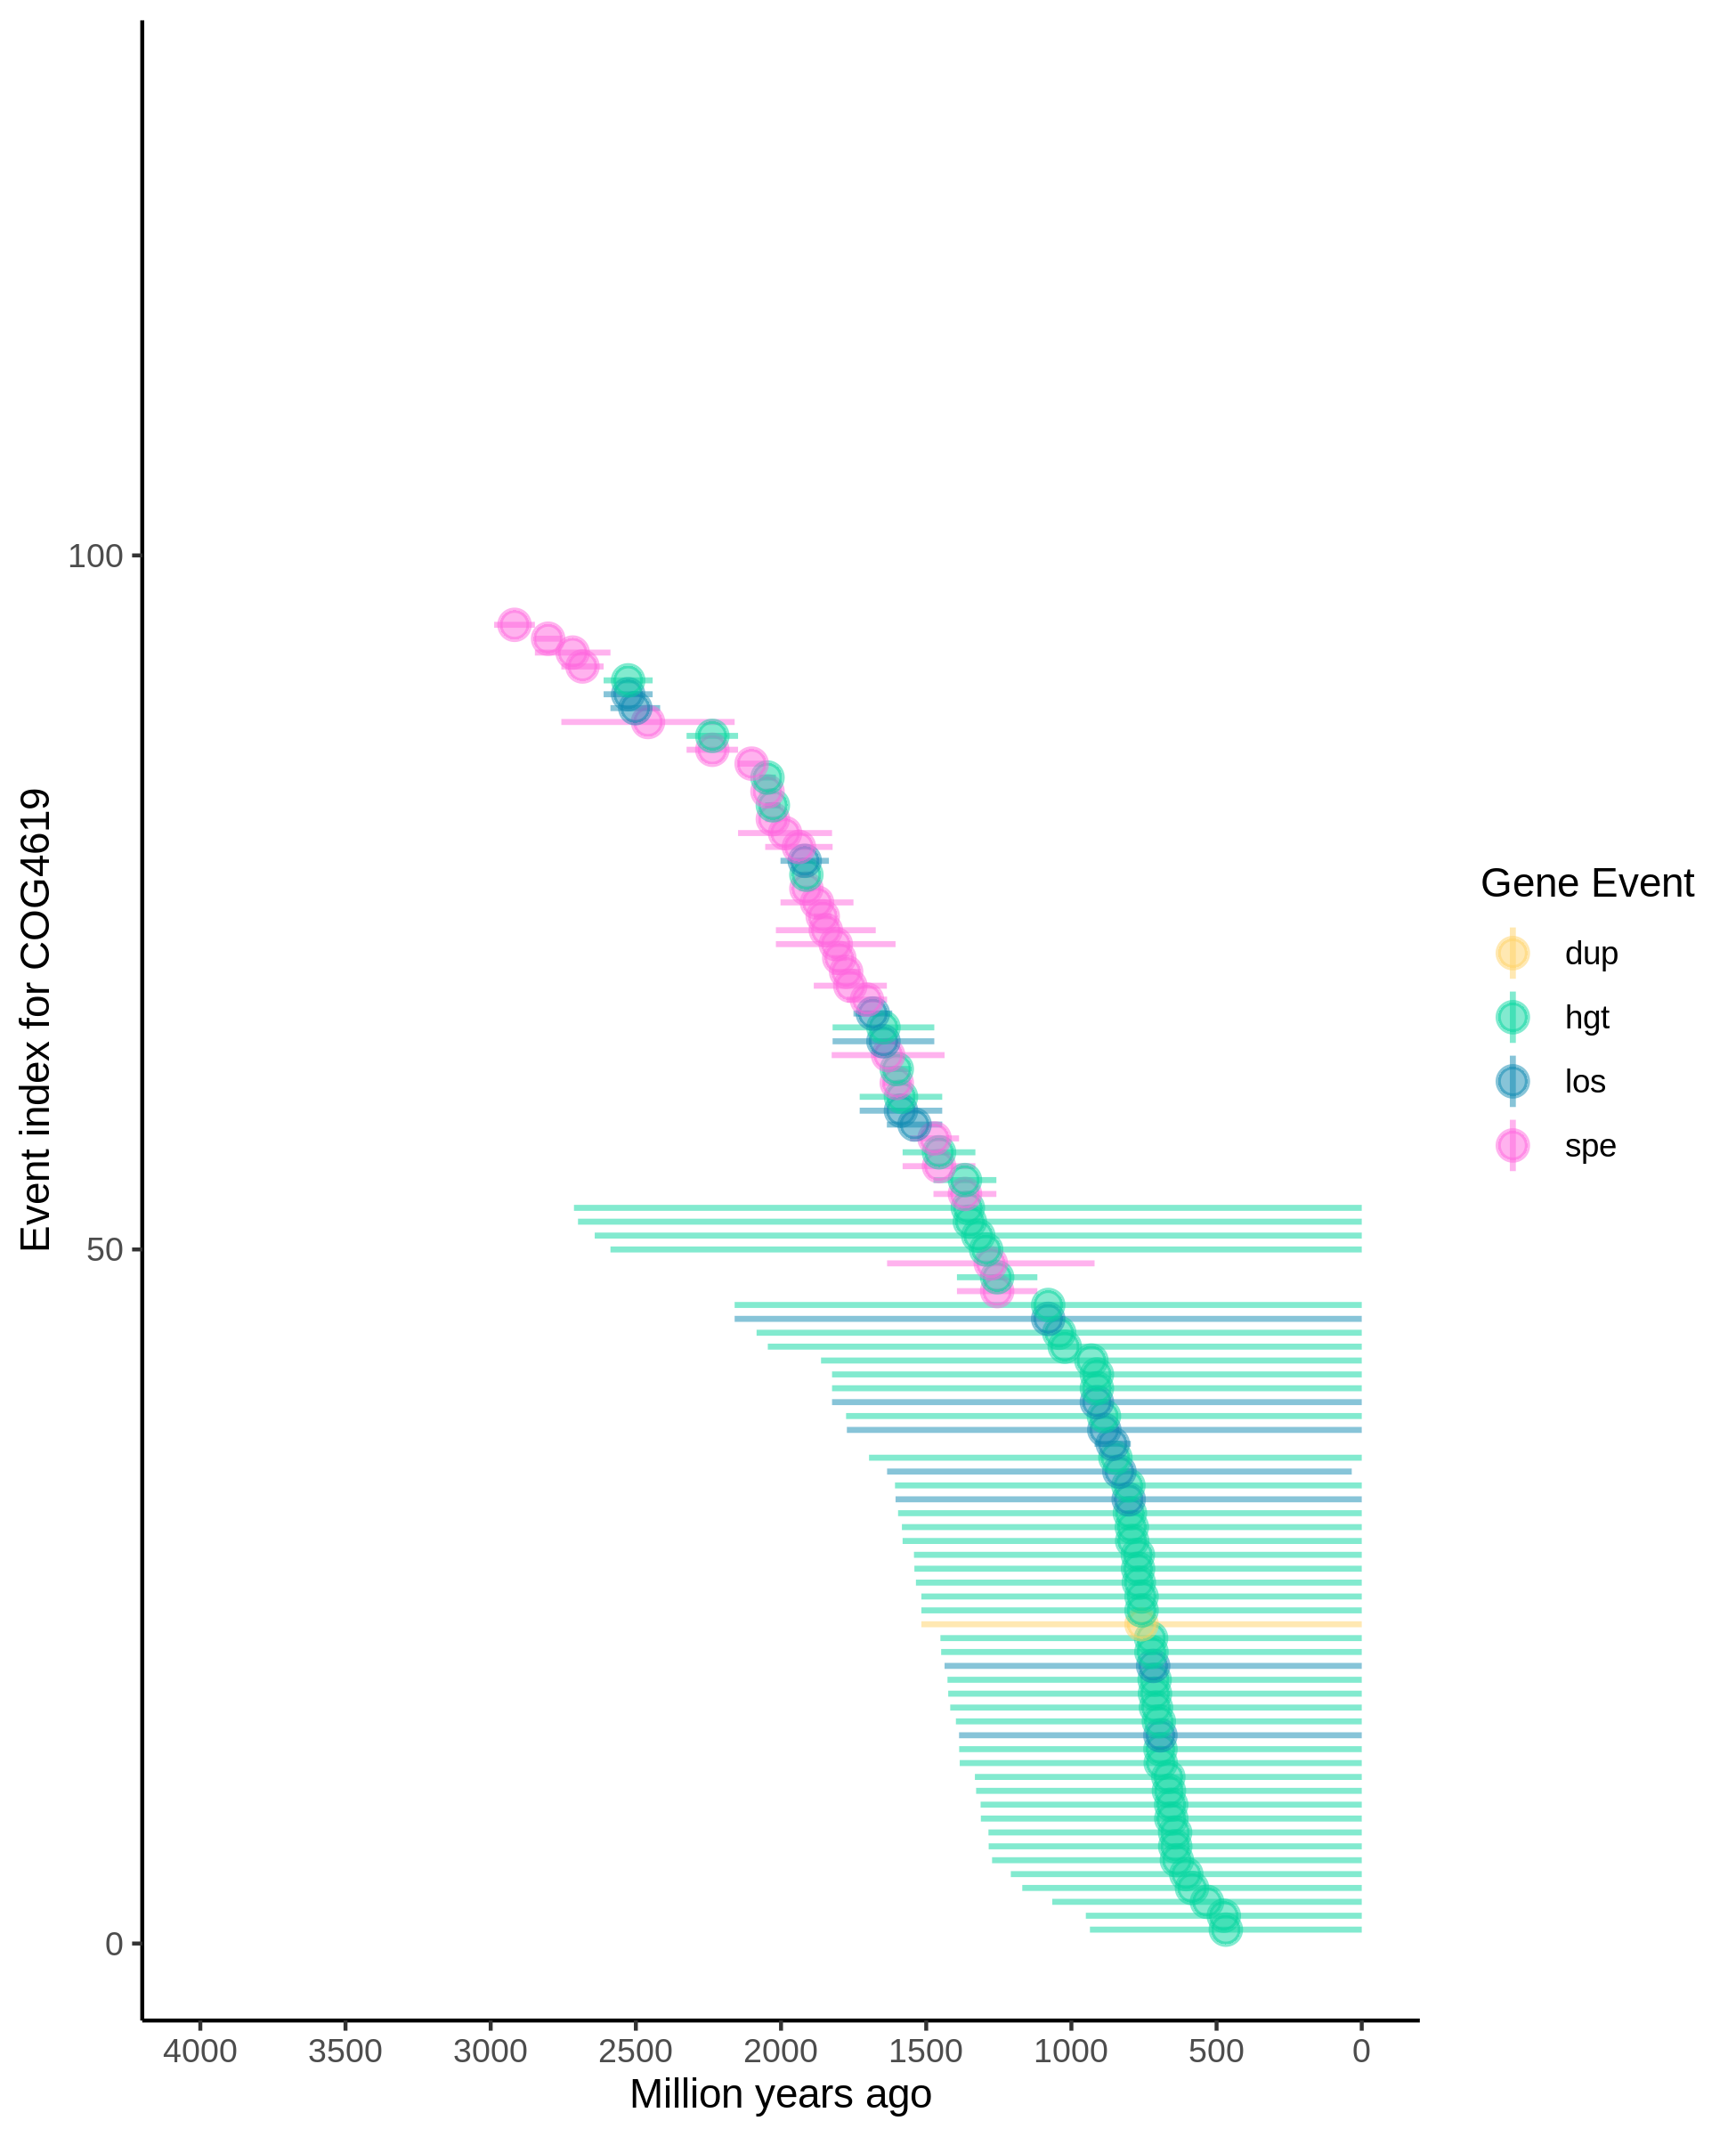 Event index for COG4619
100
50
0
4000 3500 3000 2500 2000 1500 1000 500 0
Million years ago
Gene Event
dup
hgt
los
spe